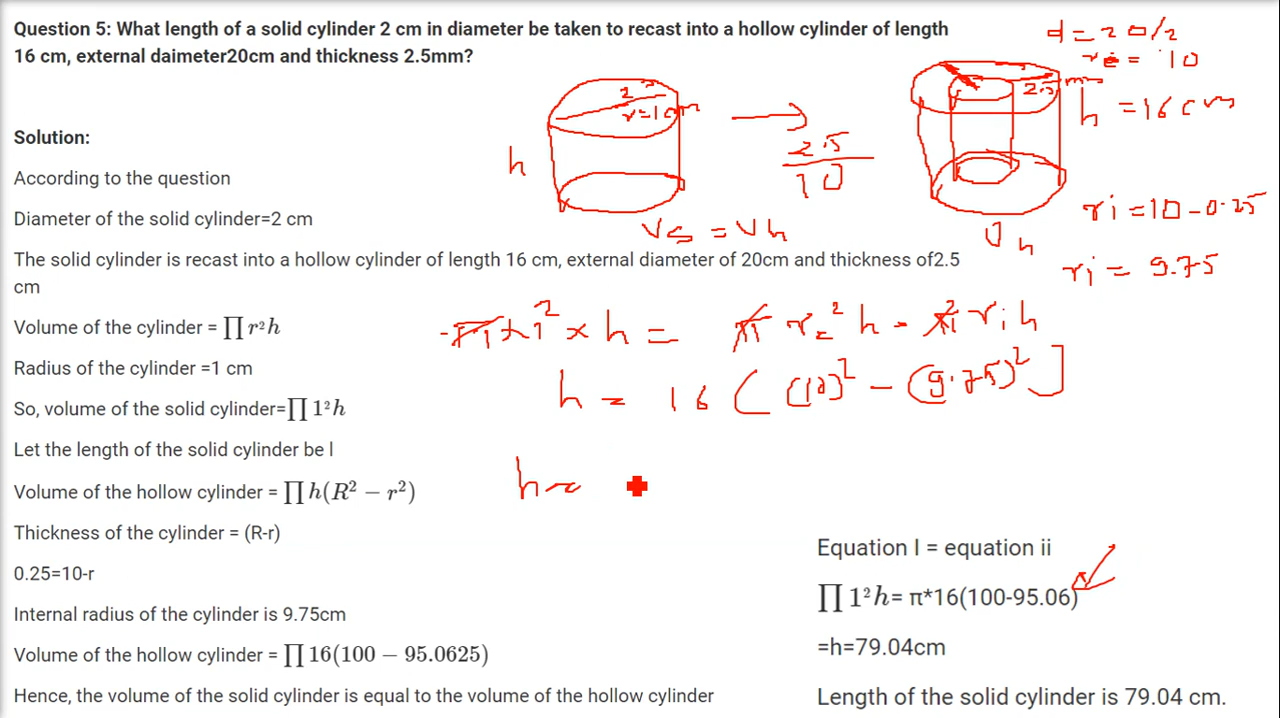 Question 5: What length of a solid cylinder 2 cm in diameter be taken to recast into a hollow cylinder of length
16 cm, external daimeter20cm and thickness 2.5mm?
d = 20/2
re = 10
2.5 mm
h = 16 cm
r = 1 cm
h
2.5
10
ri = 10 - 0.25
ri = 9.75
Vs = Vh
Vh
Solution:
According to the question
Diameter of the solid cylinder=2 cm
The solid cylinder is recast into a hollow cylinder of length 16 cm, external diameter of 20cm and thickness of2.5
cm
Volume of the cylinder = ∏ r²h
Radius of the cylinder =1 cm
So, volume of the solid cylinder=∏ 1²h
Let the length of the solid cylinder be l
Volume of the hollow cylinder = ∏ h(R² − r²)
Thickness of the cylinder = (R-r)
0.25=10-r
Internal radius of the cylinder is 9.75cm
Volume of the hollow cylinder = ∏ 16(100 − 95.0625)
Hence, the volume of the solid cylinder is equal to the volume of the hollow cylinder
h = 16 ( (10)² − (9.75)² ]
h =
Equation I = equation ii
∏ 1²h= π*16(100-95.06)
=h=79.04cm
Length of the solid cylinder is 79.04 cm.